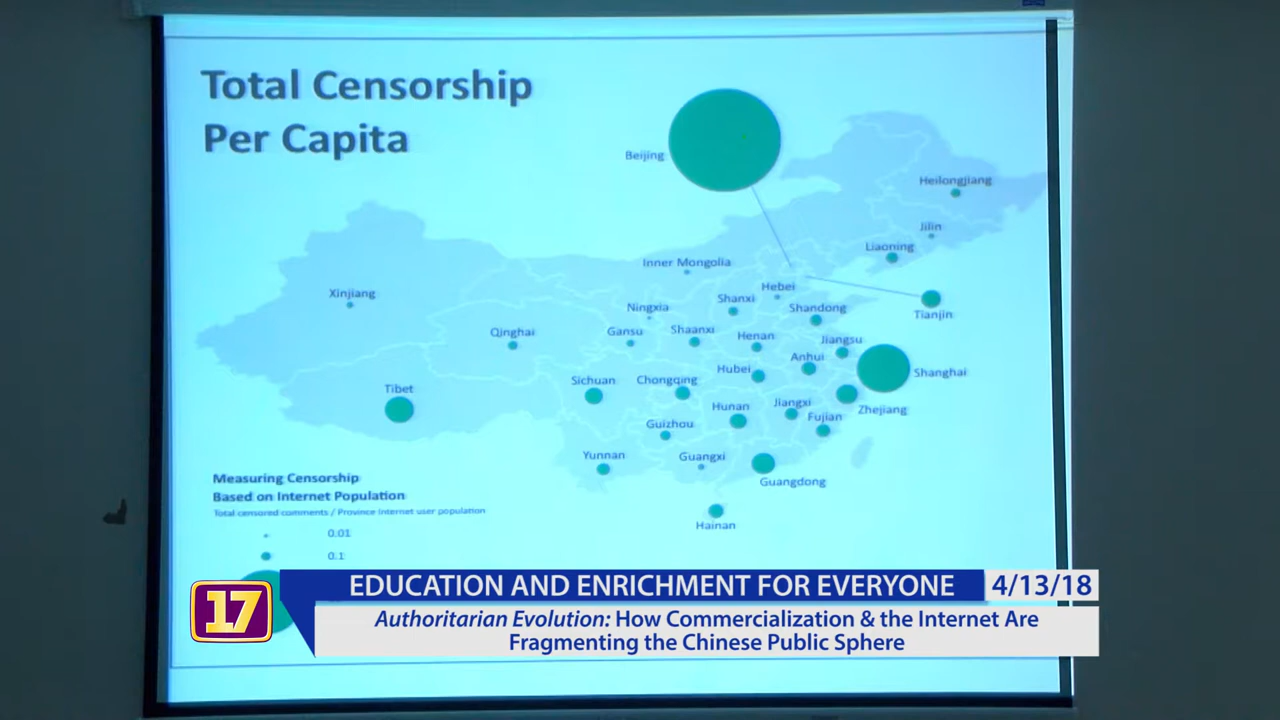 Total Censorship
Per Capita
Beijing
Heilongjiang
Jilin
Liaoning
Inner Mongolia
Hebei
Xinjiang
Shanxi
Ningxia
Shandong
Tianjin
Qinghai
Gansu
Shaanxi
Henan
Jiangsu
Anhui
Hubei
Shanghai
Sichuan
Chongqing
Tibet
Hunan
Jiangxi
Zhejiang
Fujian
Guizhou
Yunnan
Guangxi
Guangdong
Hainan
Measuring Censorship
Based on Internet Population
Total censored comments / Province Internet user population
0.01
0.1
17
EDUCATION AND ENRICHMENT FOR EVERYONE 4/13/18
Authoritarian Evolution: How Commercialization & the Internet Are
Fragmenting the Chinese Public Sphere